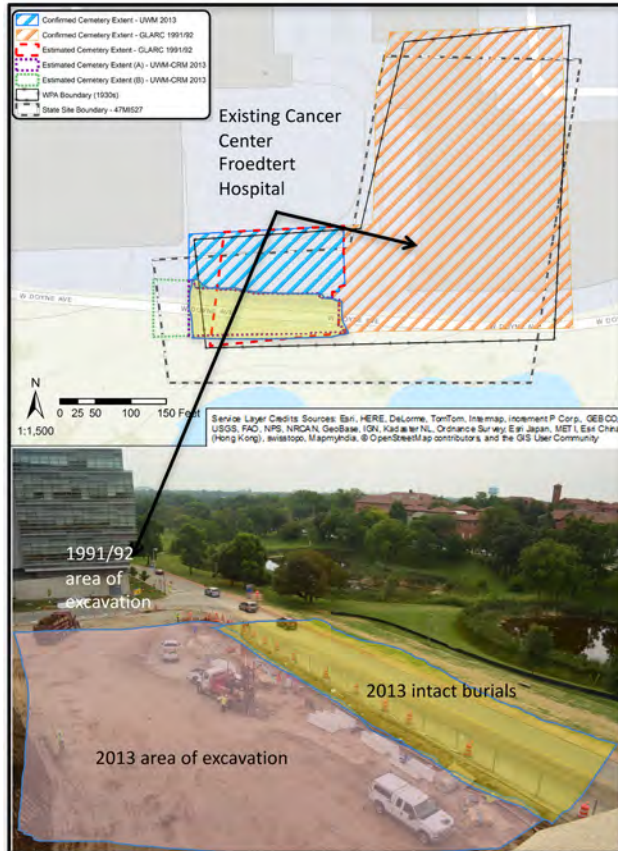 Confirmed Cemetery Extent - UWM 2013
Confirmed Cemetery Extent - GLARC 1991/92
Estimated Cemetery Extent - GLARC 1991/92
Estimated Cemetery Extent (A) - UWM-CRM 2013
Estimated Cemetery Extent (B) - UWM-CRM 2013
WPA Boundary (1930s)
State Site Boundary - 47MI527
Existing Cancer
Center
Froedtert
Hospital
W DOYNE AVE
W DOYNE AVE
W DOYNE AVE
W DOYNE AVE
W DO
N
0 25 50 100 150 Feet
1:1,500
Service Layer Credits Sources: Esri, HERE, DeLorme, TomTom, Intermap, increment P Corp., GEBCO,
USGS, FAO, NPS, NRCAN, GeoBase, IGN, Kadaster NL, Ordnance Survey, Esri Japan, METI, Esri China
(Hong Kong), swisstopo, MapmyIndia, © OpenStreetMap contributors, and the GIS User Community
1991/92
area of
excavation
2013 intact burials
2013 area of excavation